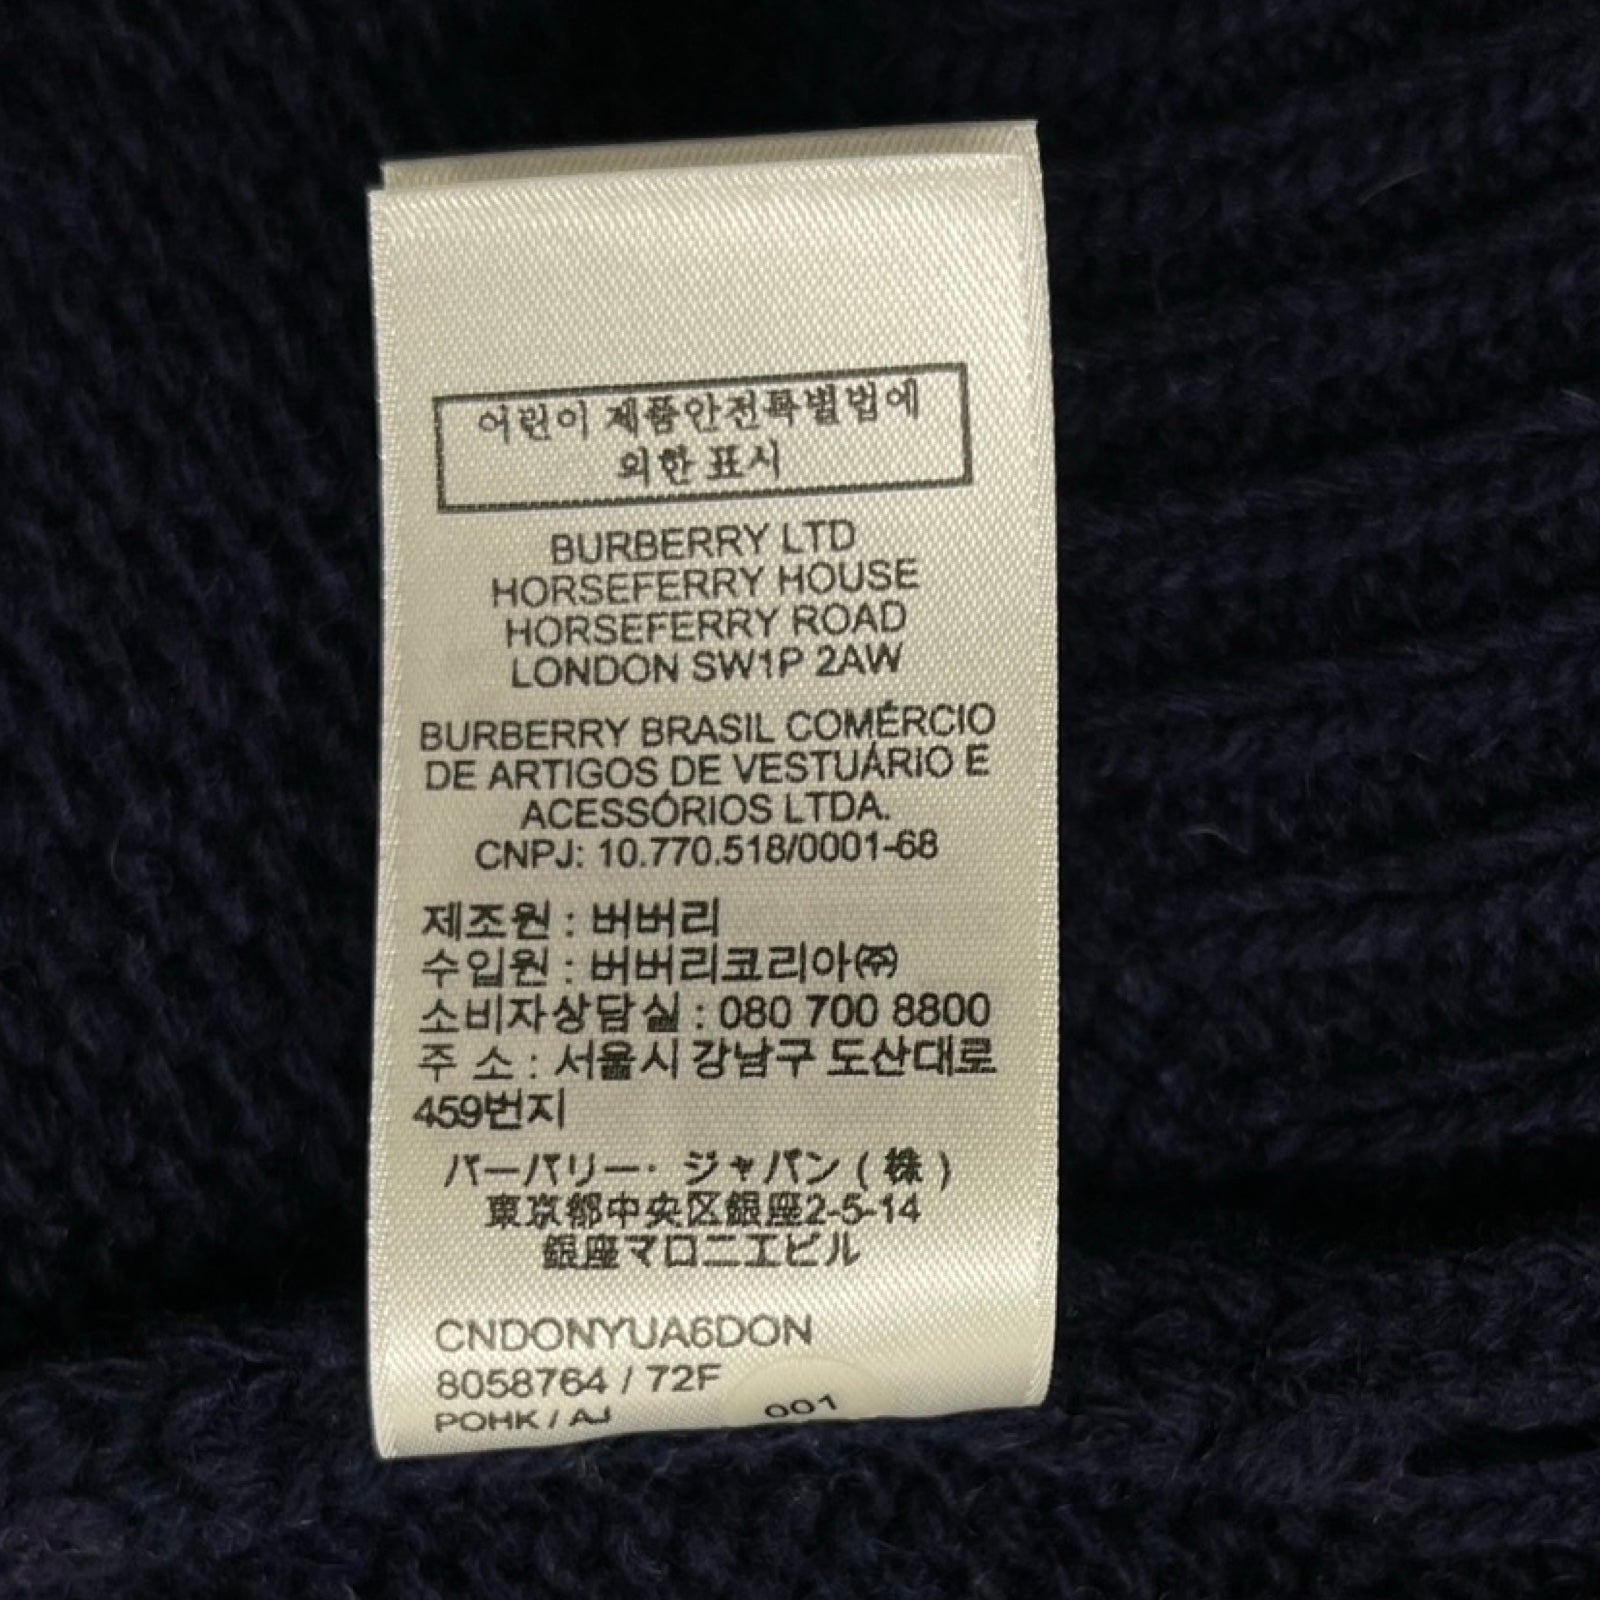 어린이 제품안전특별법에
의한 표시
BURBERRY LTD
HORSEFERRY HOUSE
HORSEFERRY ROAD
LONDON SW1P 2AW
BURBERRY BRASIL COMÉRCIO
DE ARTIGOS DE VESTUÁRIO E
ACESSÓRIOS LTDA.
CNPJ: 10.770.518/0001-68
제조원 : 버버리
수입원 : 버버리코리아㈜
소비자상담실 : 080 700 8800
주 소 : 서울시 강남구 도산대로
459번지
バーバリー・ジャパン ( 株 )
東京都中央区銀座2-5-14
銀座マロニエビル
CNDONYUA6DON
8058764 / 72F
POHK / AJ 001